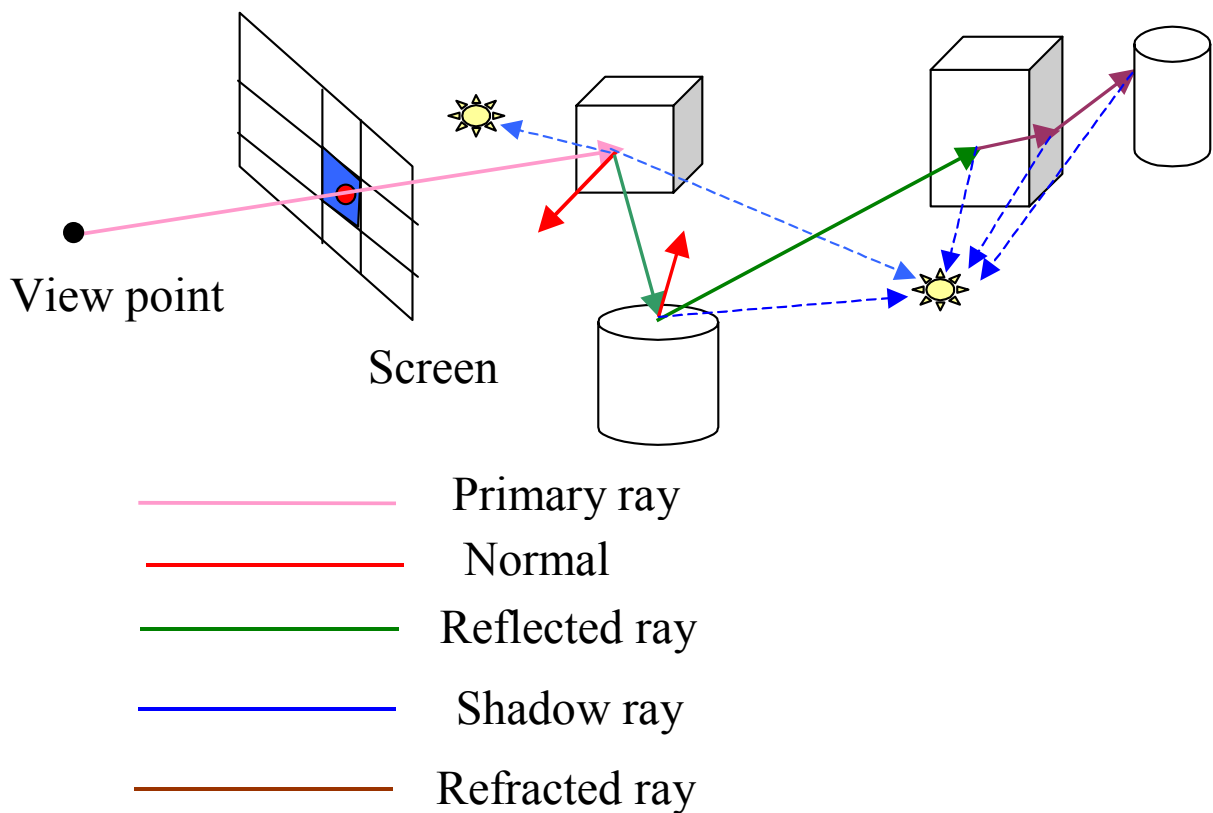 View point
Screen
Primary ray
Normal
Reflected ray
Shadow ray
Refracted ray